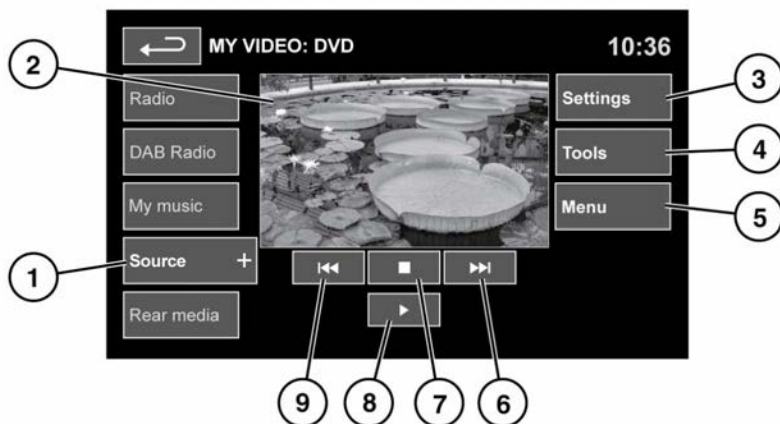 MY VIDEO: DVD 10:36
2
3
Radio
Settings
DAB Radio
Tools
4
My music
Menu
5
1
Source +
Rear media
9 8 7 6